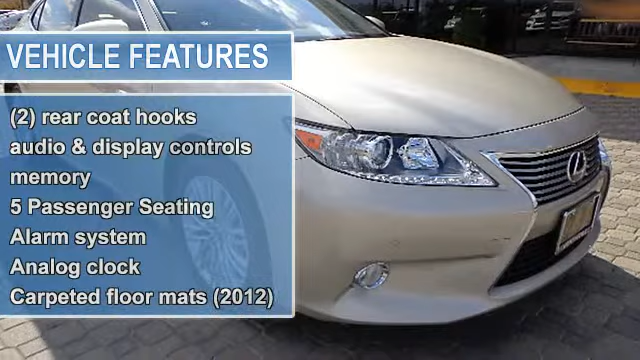 VEHICLE FEATURES
(2) rear coat hooks
audio & display controls
memory
5 Passenger Seating
Alarm system
Analog clock
Carpeted floor mats (2012)